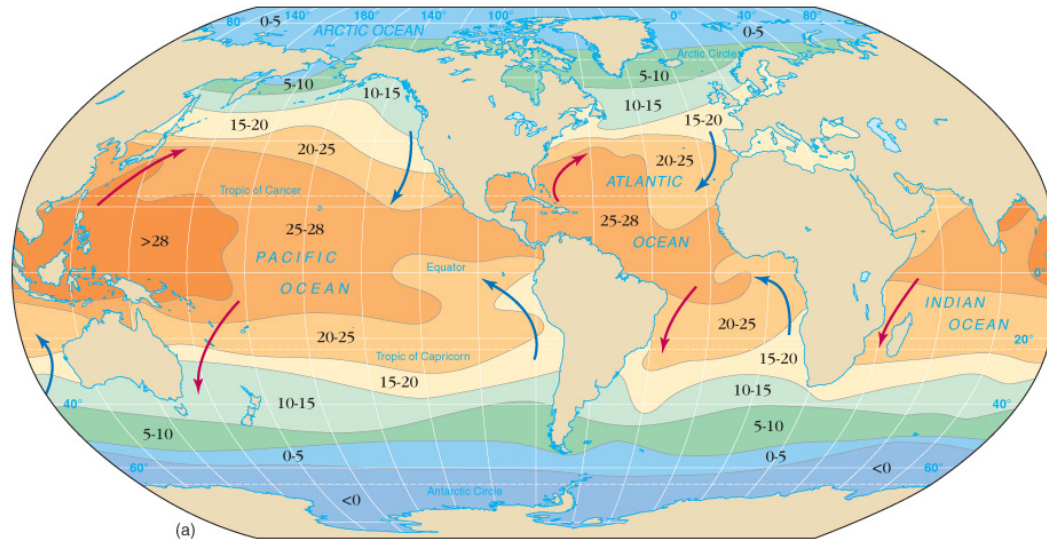 80° 0-5 140° 180° 140° 100° 0° 40° 80°
ARCTIC OCEAN
0-5
Arctic Circle
5-10
5-10
10-15
10-15
15-20
15-20
20-25
20-25
ATLANTIC
Tropic of Cancer
25-28
25-28
>28
PACIFIC
OCEAN
Equator
0°
OCEAN
INDIAN
OCEAN
20-25
20-25
20°
Tropic of Capricorn
15-20
15-20
10-15
10-15
40°
40°
5-10
5-10
0-5
0-5
60°
<0
60°
<0
Antarctic Circle
(a)